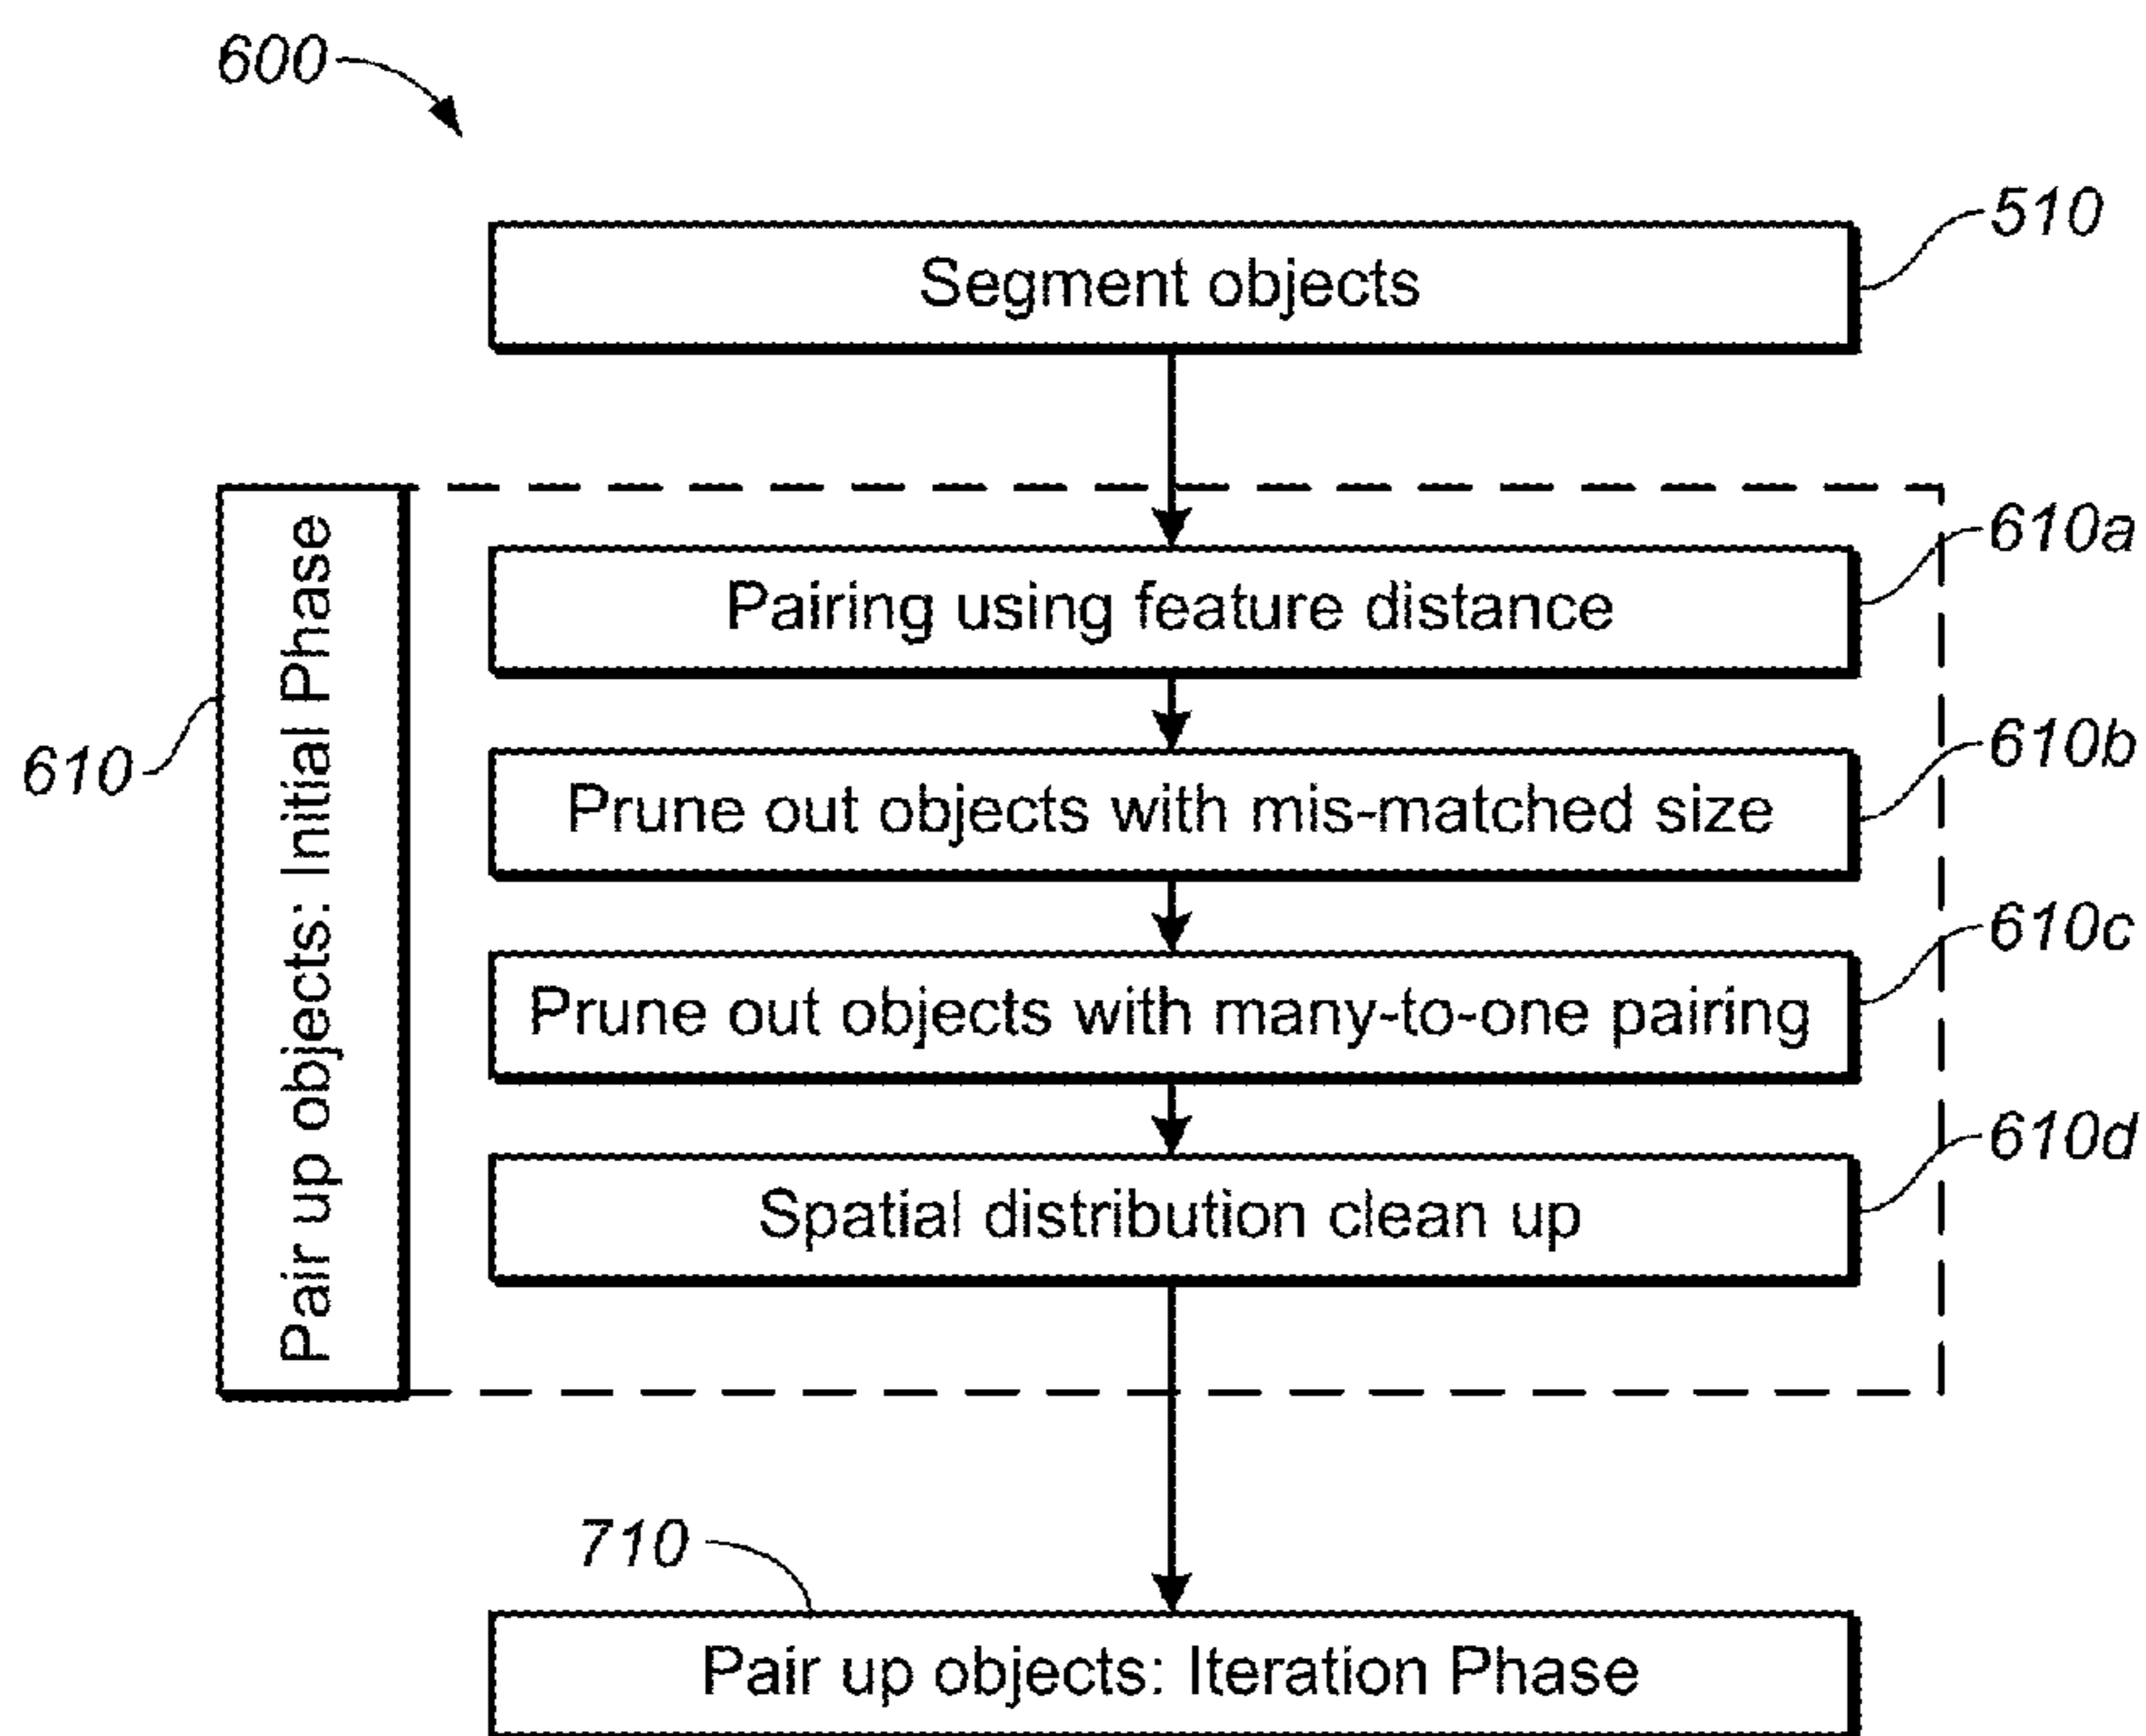 600
510
Segment objects
610
Pair up objects: Initial Phase
610a
Pairing using feature distance
610b
Prune out objects with mis-matched size
610c
Prune out objects with many-to-one pairing
610d
Spatial distribution clean up
710
Pair up objects: Iteration Phase